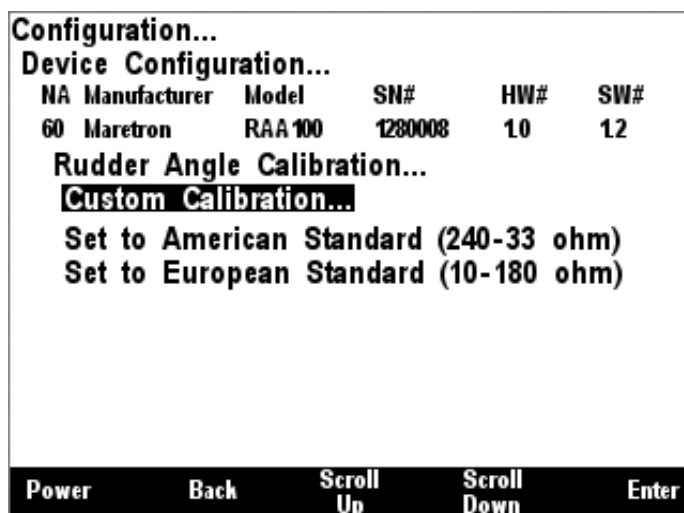 Configuration...
Device Configuration...
NA Manufacturer Model SN# HW# SW#
60 Maretron RAA100 1280008 1.0 1.2
Rudder Angle Calibration...
Custom Calibration...
Set to American Standard (240-33 ohm)
Set to European Standard (10-180 ohm)
Power Back Scroll Up Scroll Down Enter